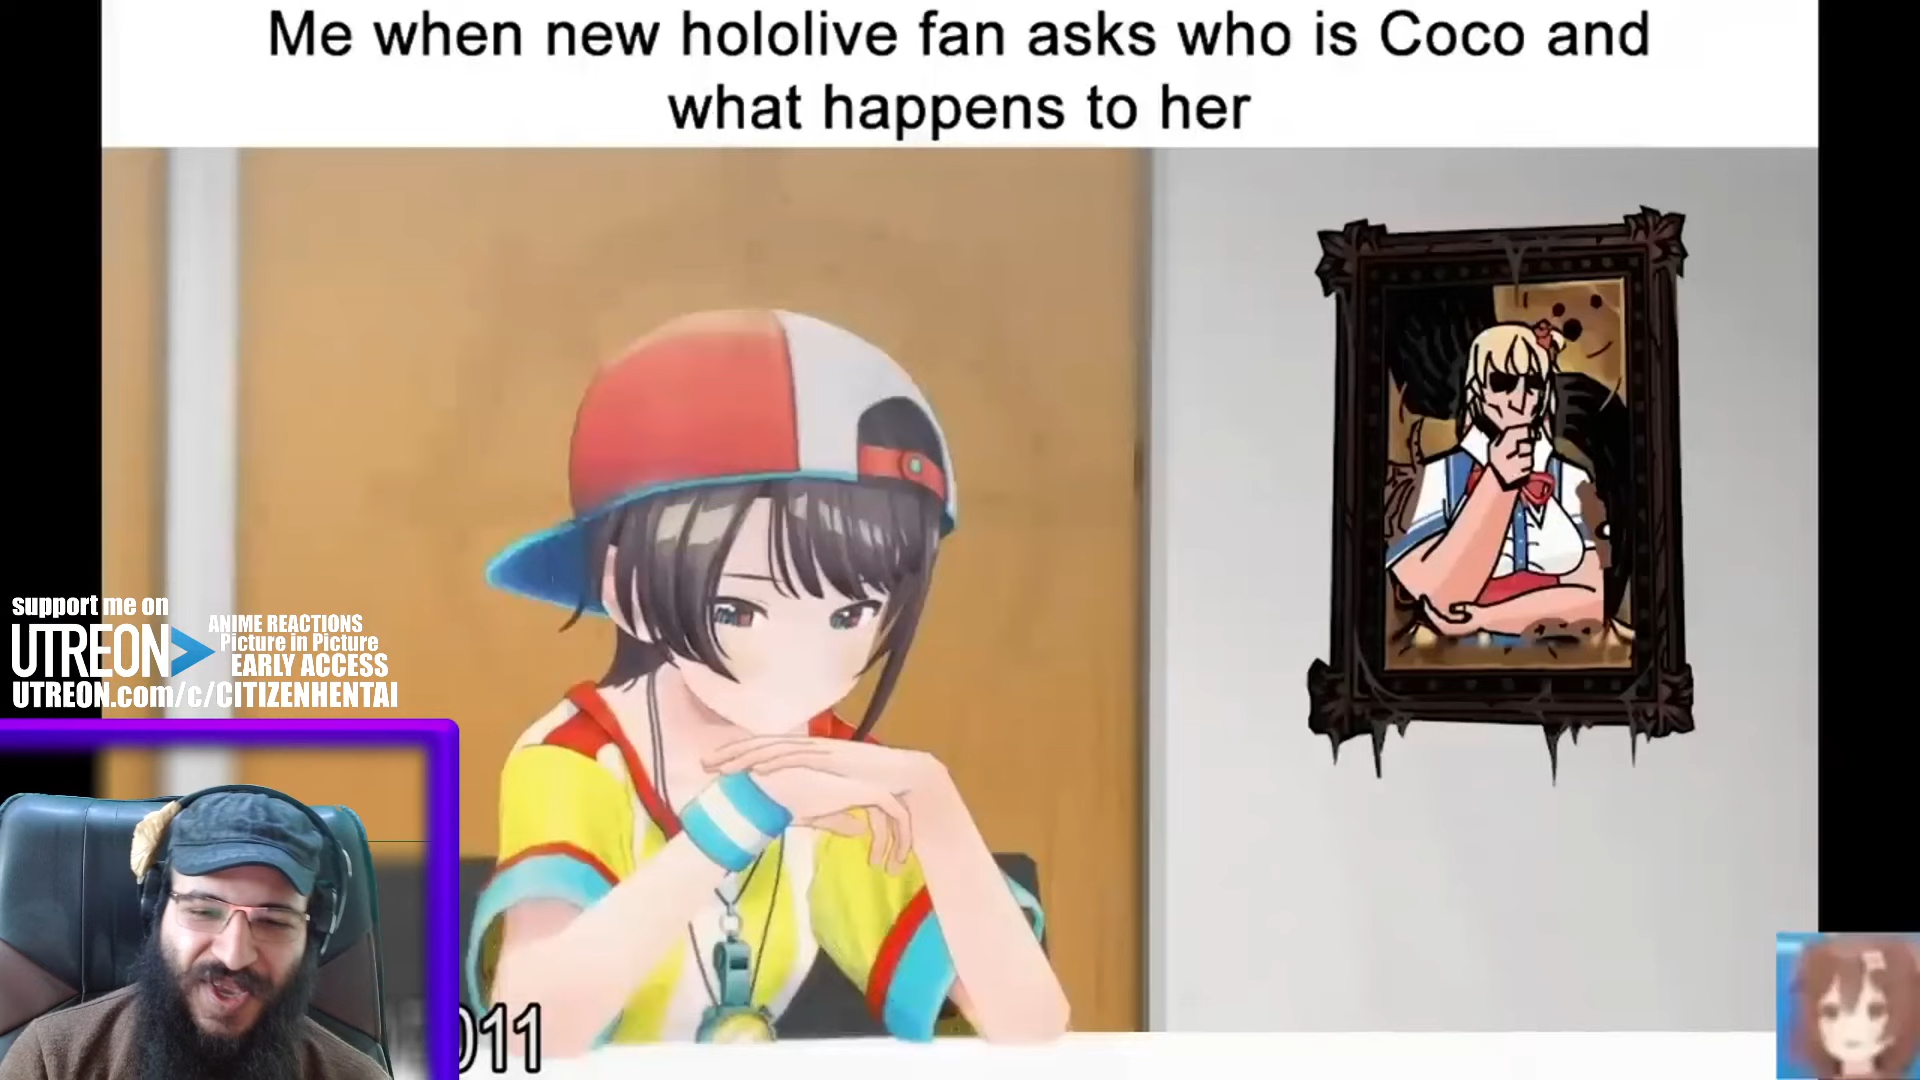 Me when new hololive fan asks who is Coco and
what happens to her
support me on
UTREON
ANIME REACTIONS
Picture in Picture
EARLY ACCESS
UTREON.com/c/CITIZENHENTAI
011